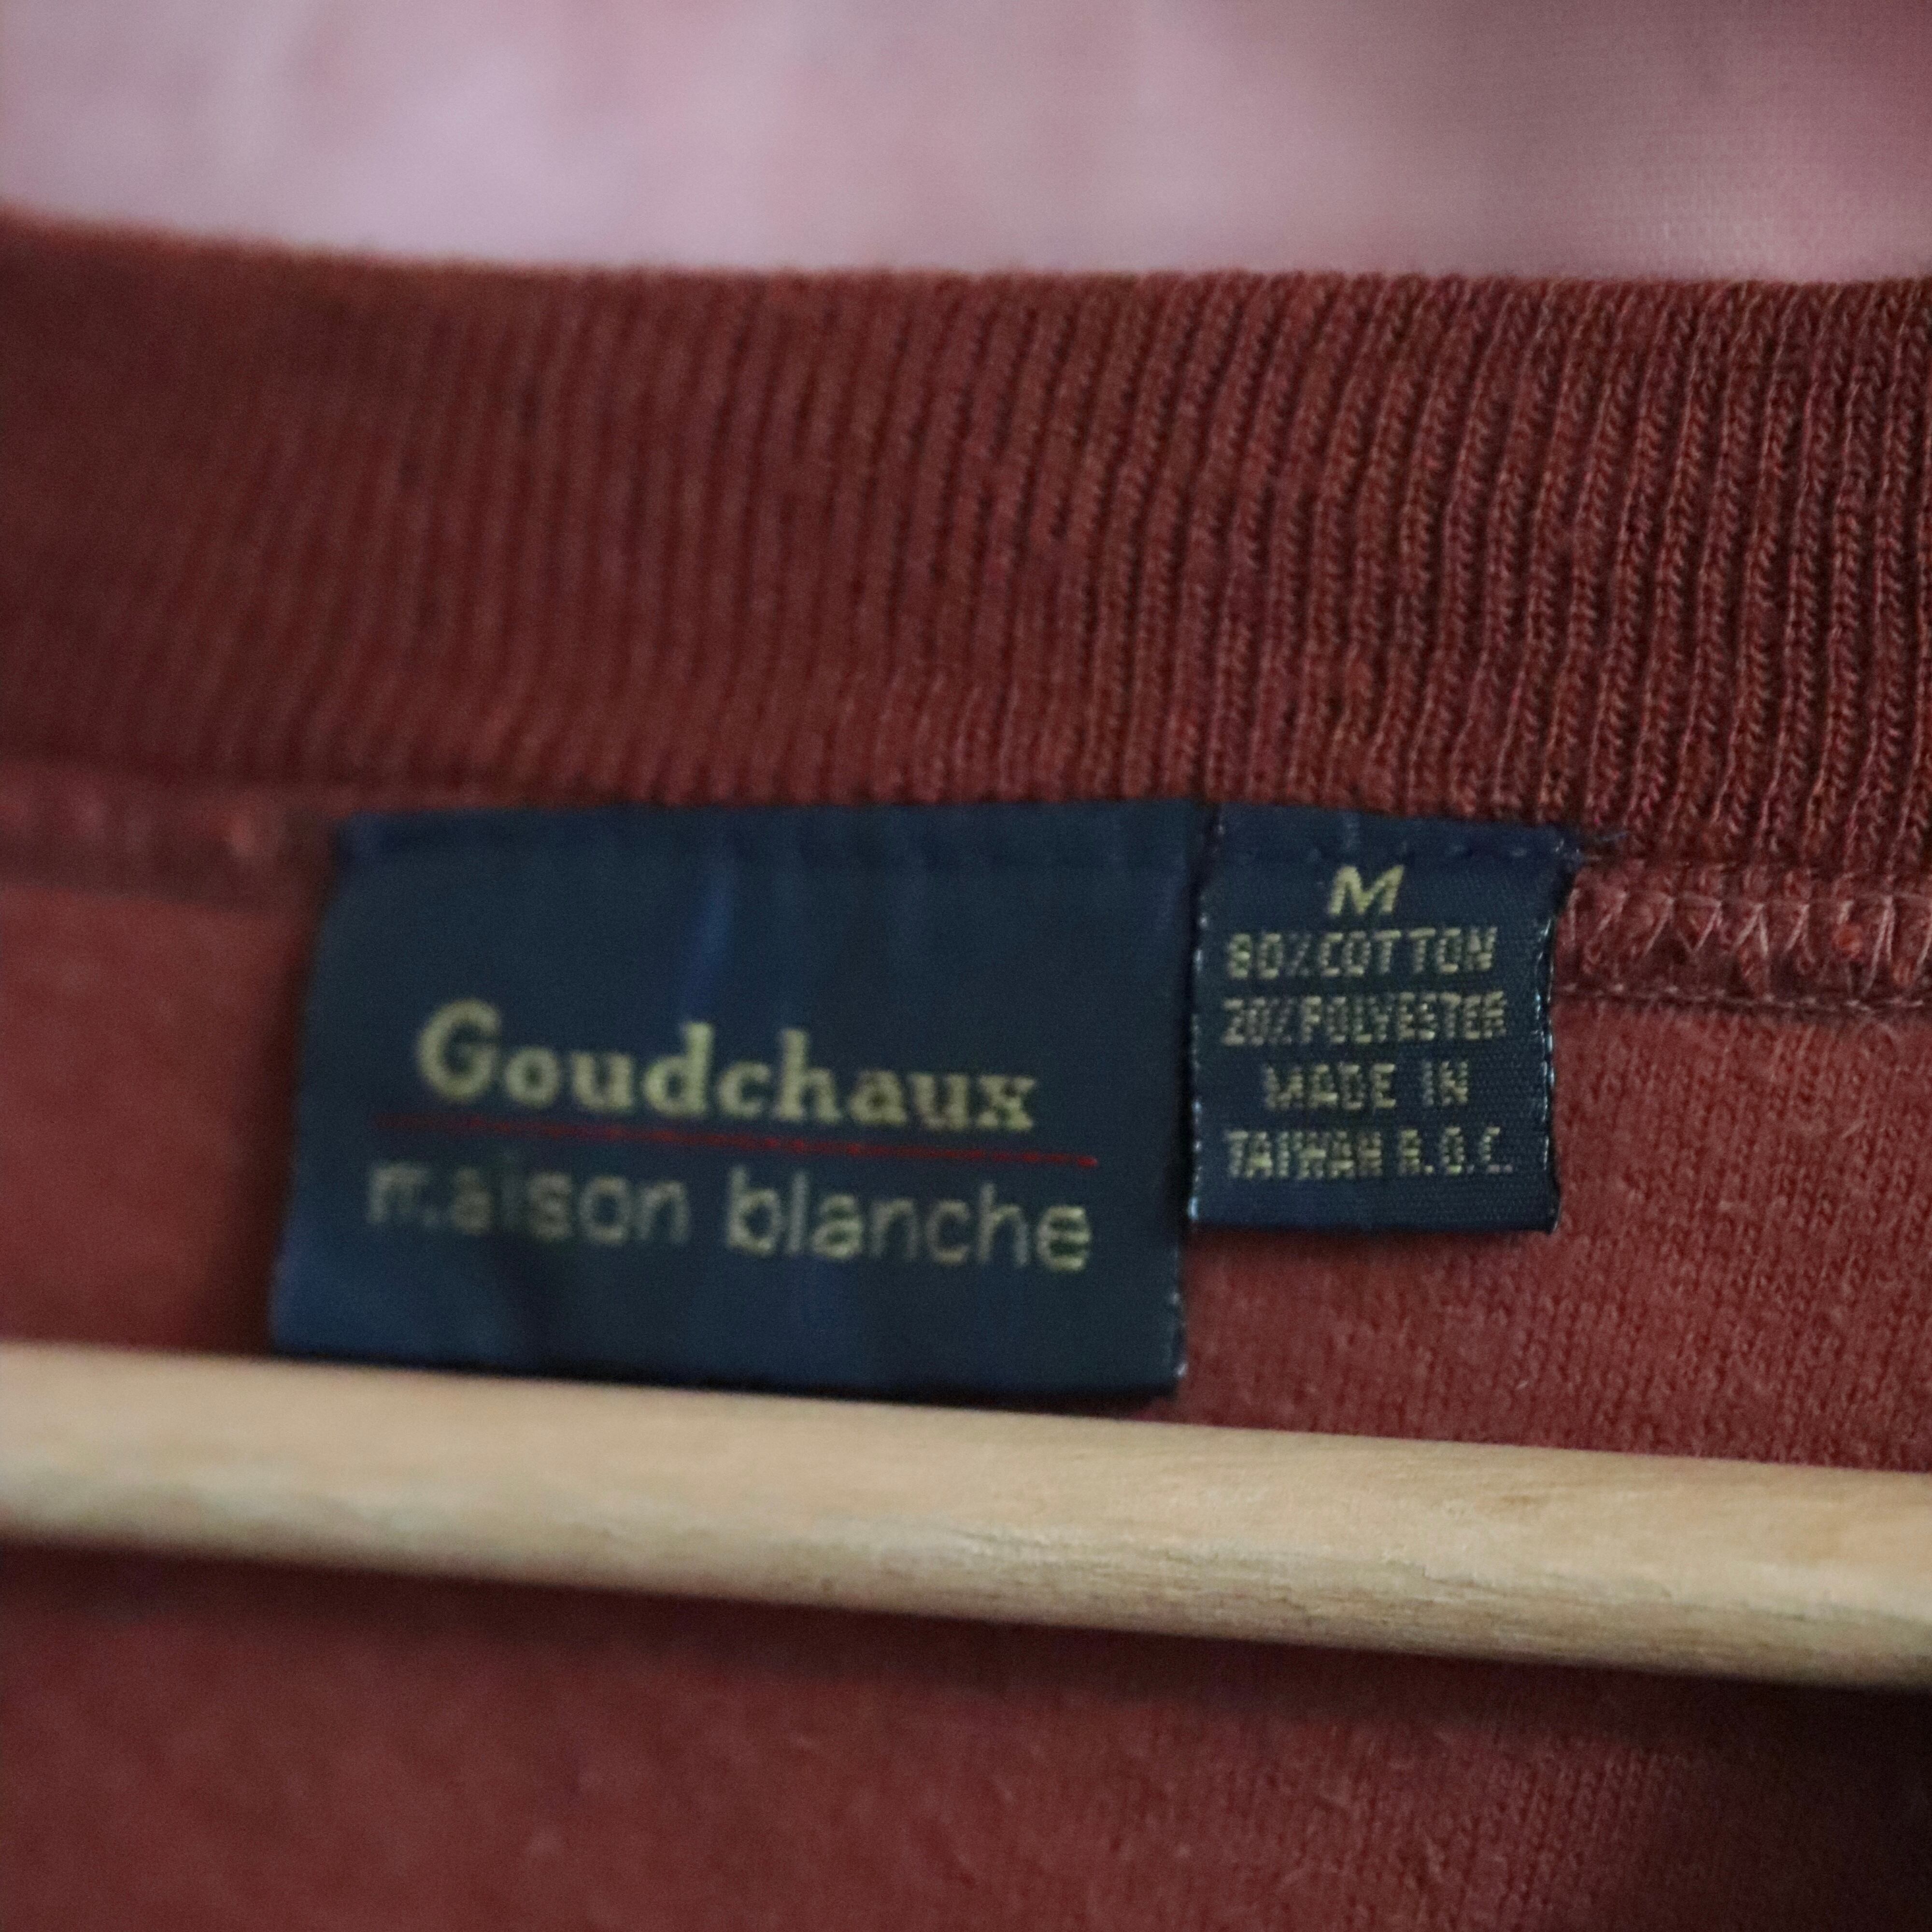 Goudchaux
maison blanche
M
80%COTTON
20%POLYESTER
MADE IN
TAIWAN R.O.C.